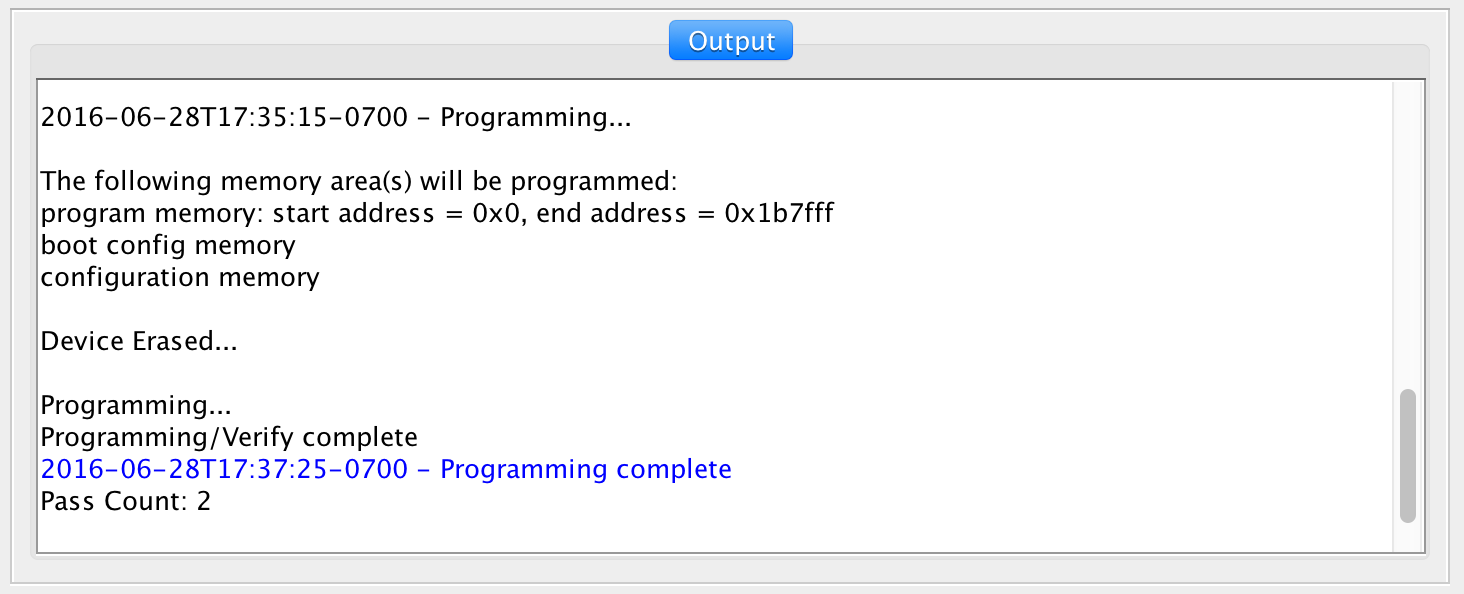 Output
2016-06-28T17:35:15-0700 - Programming...
The following memory area(s) will be programmed:
program memory: start address = 0x0, end address = 0x1b7fff
boot config memory
configuration memory
Device Erased...
Programming...
Programming/Verify complete
2016-06-28T17:37:25-0700 - Programming complete
Pass Count: 2